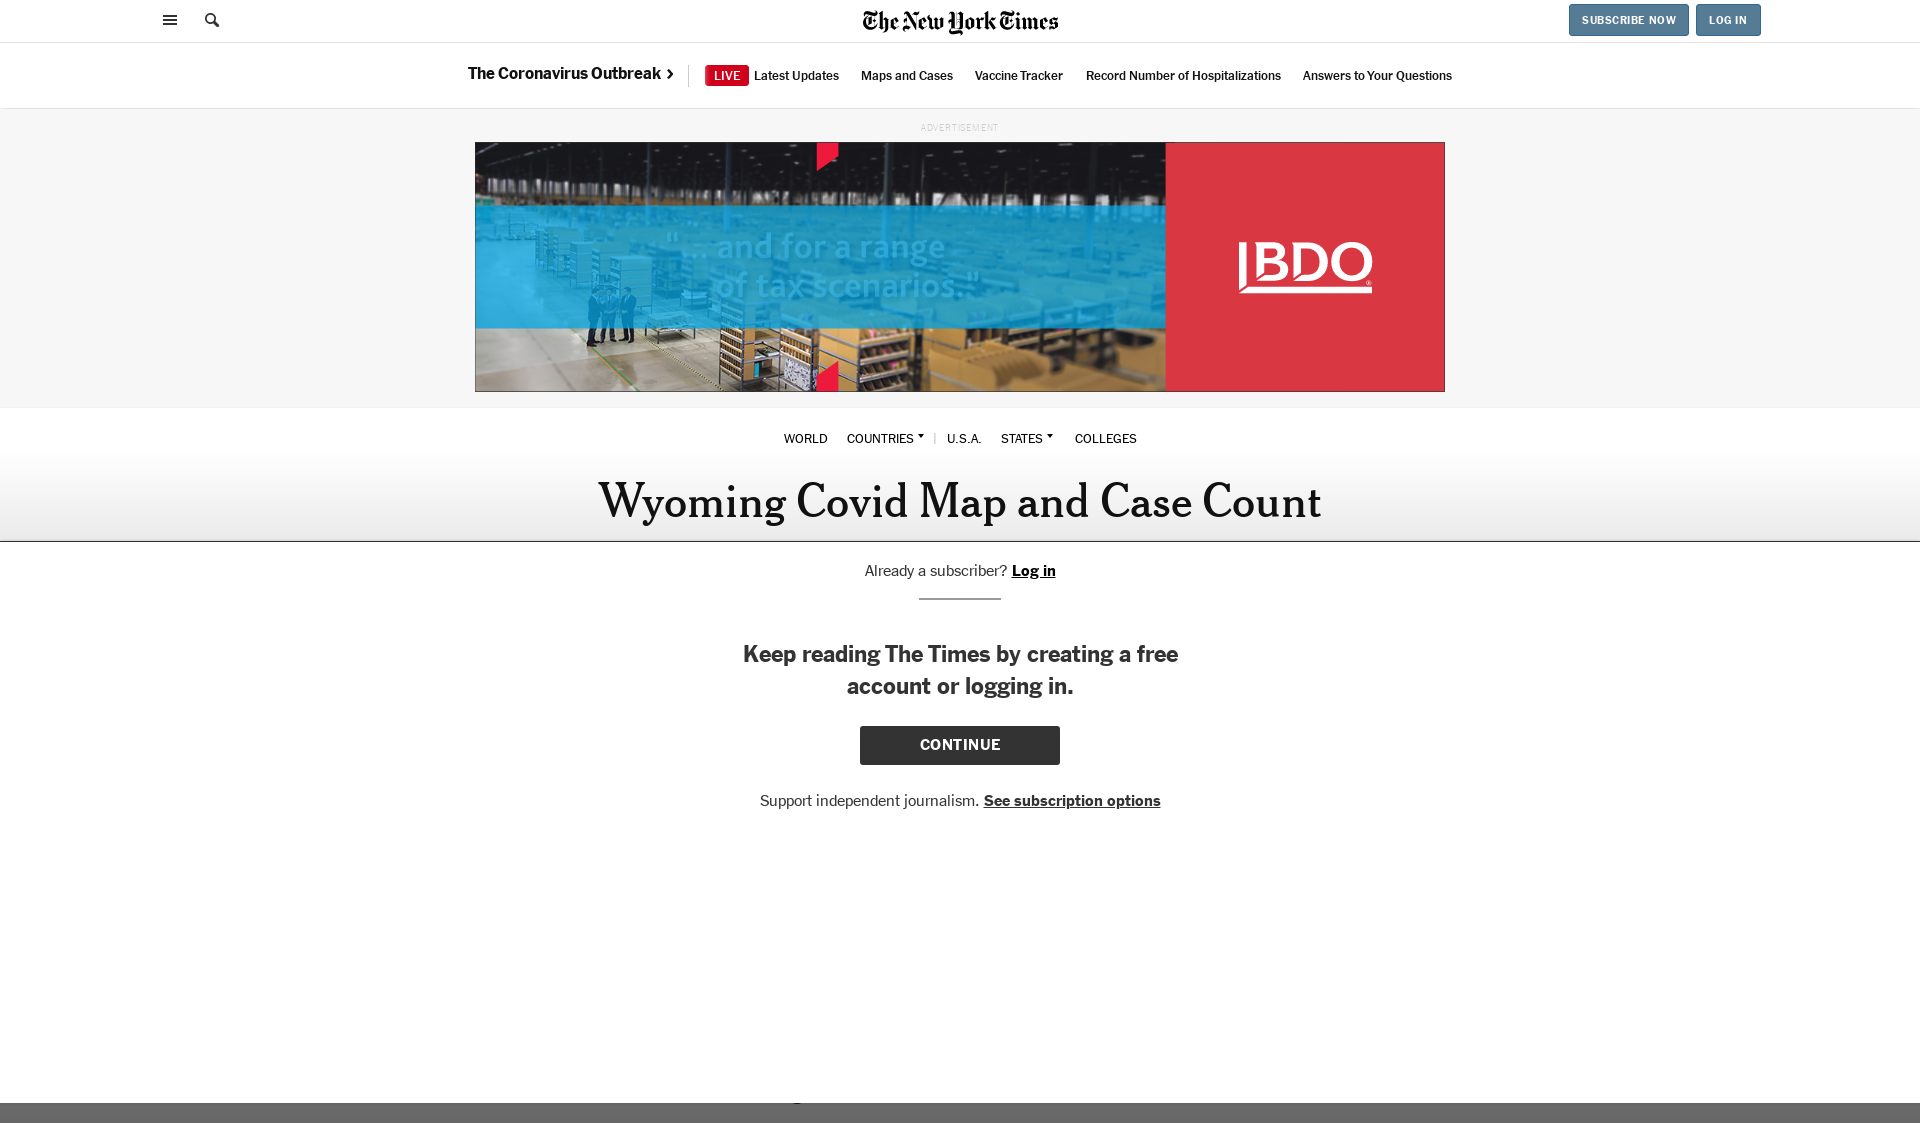 The New York Times
SUBSCRIBE NOW
LOG IN
The Coronavirus Outbreak
LIVE Latest Updates
Maps and Cases
Vaccine Tracker
Record Number of Hospitalizations
Answers to Your Questions
ADVERTISEMENT
"... and for a range
of tax scenarios."
BDO
WORLD
COUNTRIES
U.S.A.
STATES
COLLEGES
Wyoming Covid Map and Case Count
Already a subscriber? Log in
Keep reading The Times by creating a free
account or logging in.
CONTINUE
Support independent journalism. See subscription options